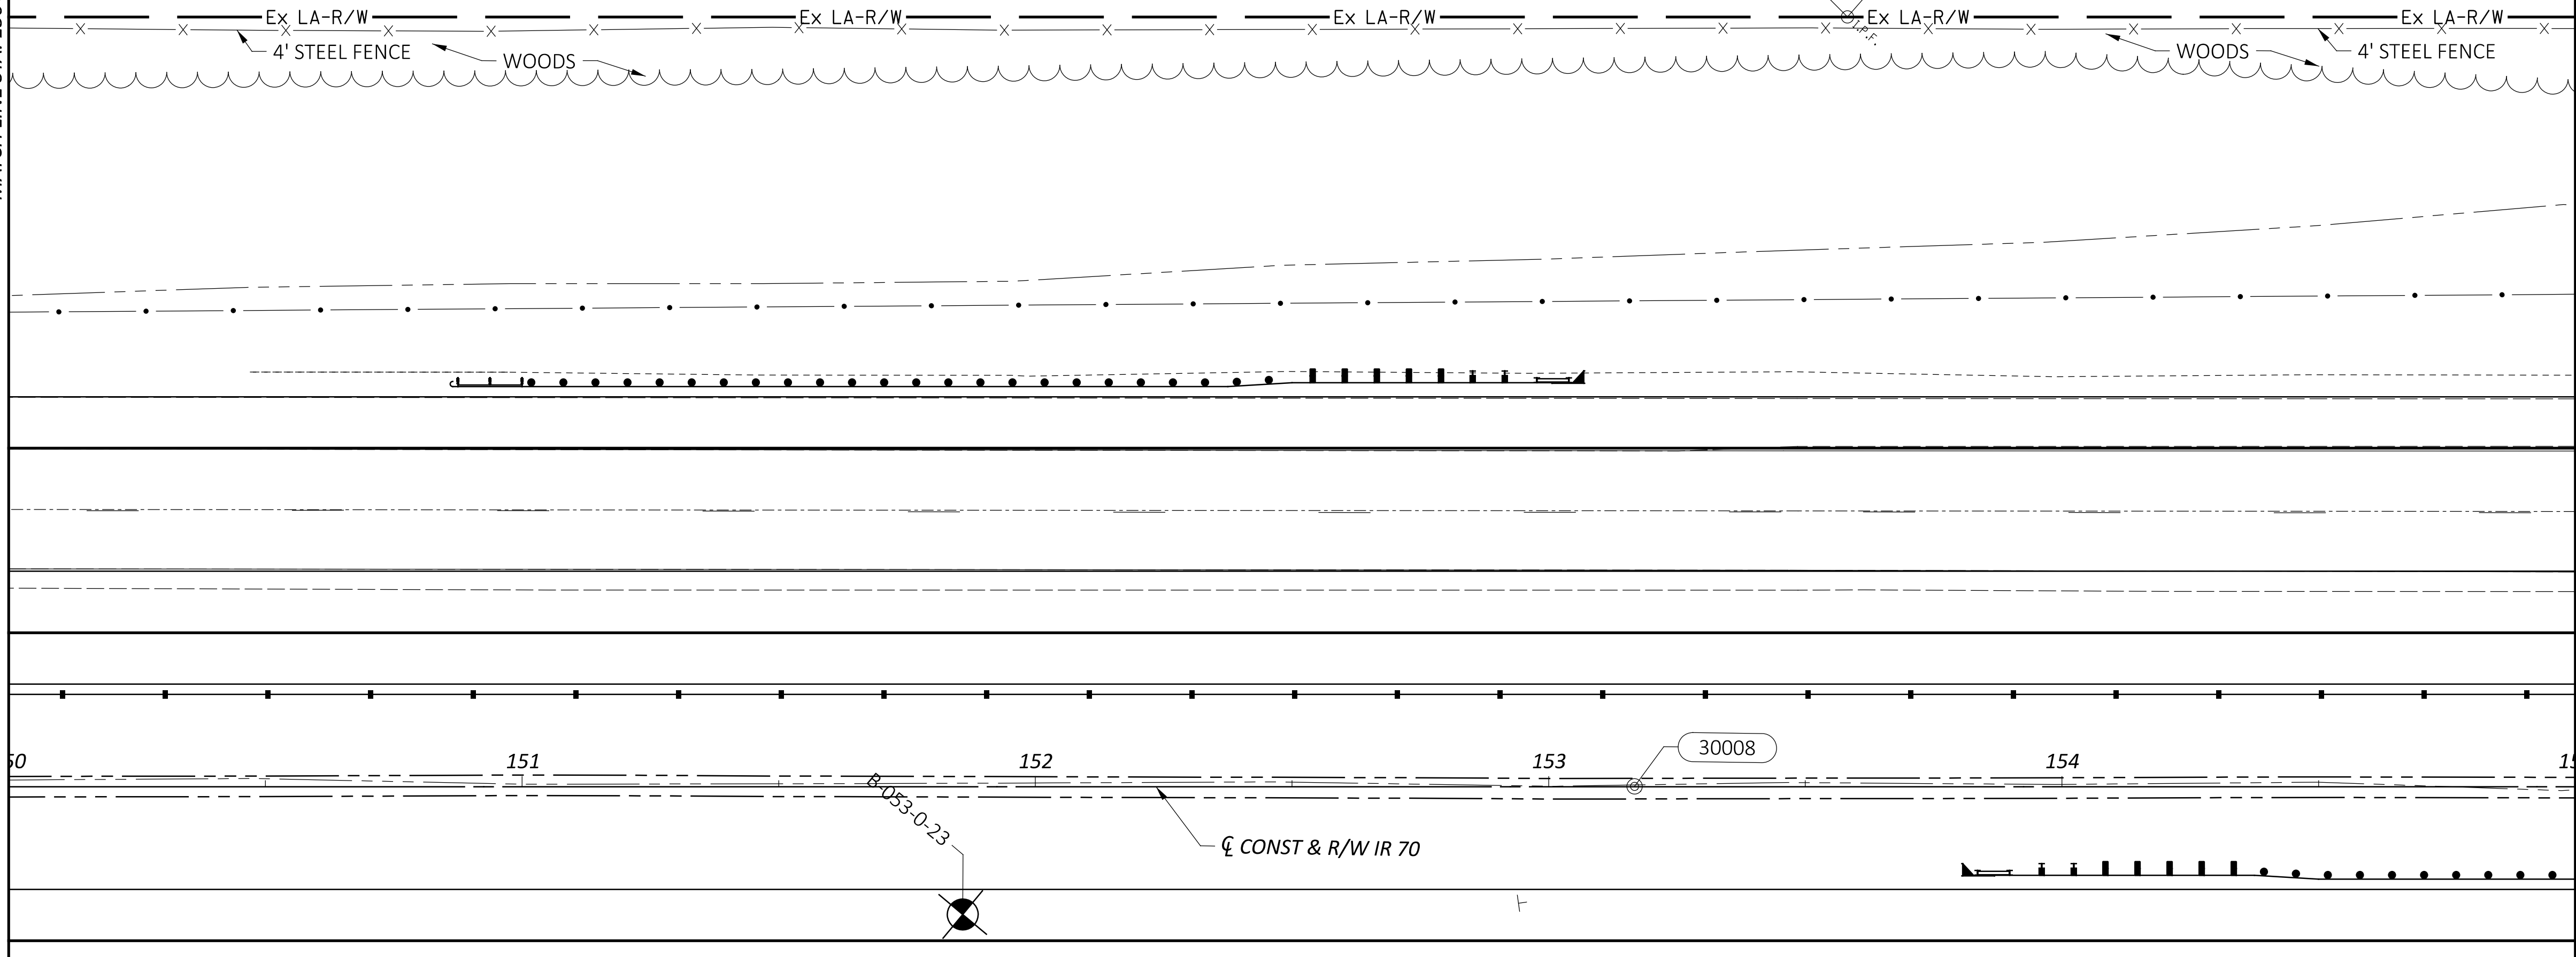 Ex LA-R/W Ex LA-R/W Ex LA-R/W Ex LA-R/W Ex LA-R/W
I.P.F.
4' STEEL FENCE
WOODS
WOODS
4' STEEL FENCE
151 152 153 154
30008
B-053-0-23
℄ CONST & R/W IR 70